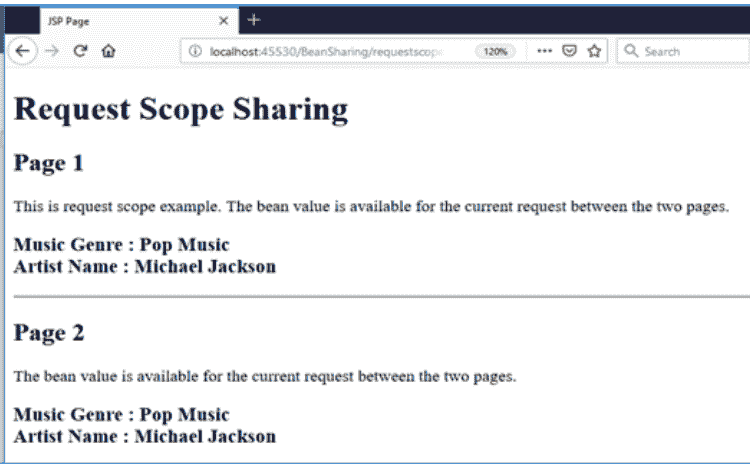 JSP Page
localhost:45530/BeanSharing/requestscope
120%
Search
Request Scope Sharing
Page 1
This is request scope example. The bean value is available for the current request between the two pages.
Music Genre : Pop Music
Artist Name : Michael Jackson
Page 2
The bean value is available for the current request between the two pages.
Music Genre : Pop Music
Artist Name : Michael Jackson